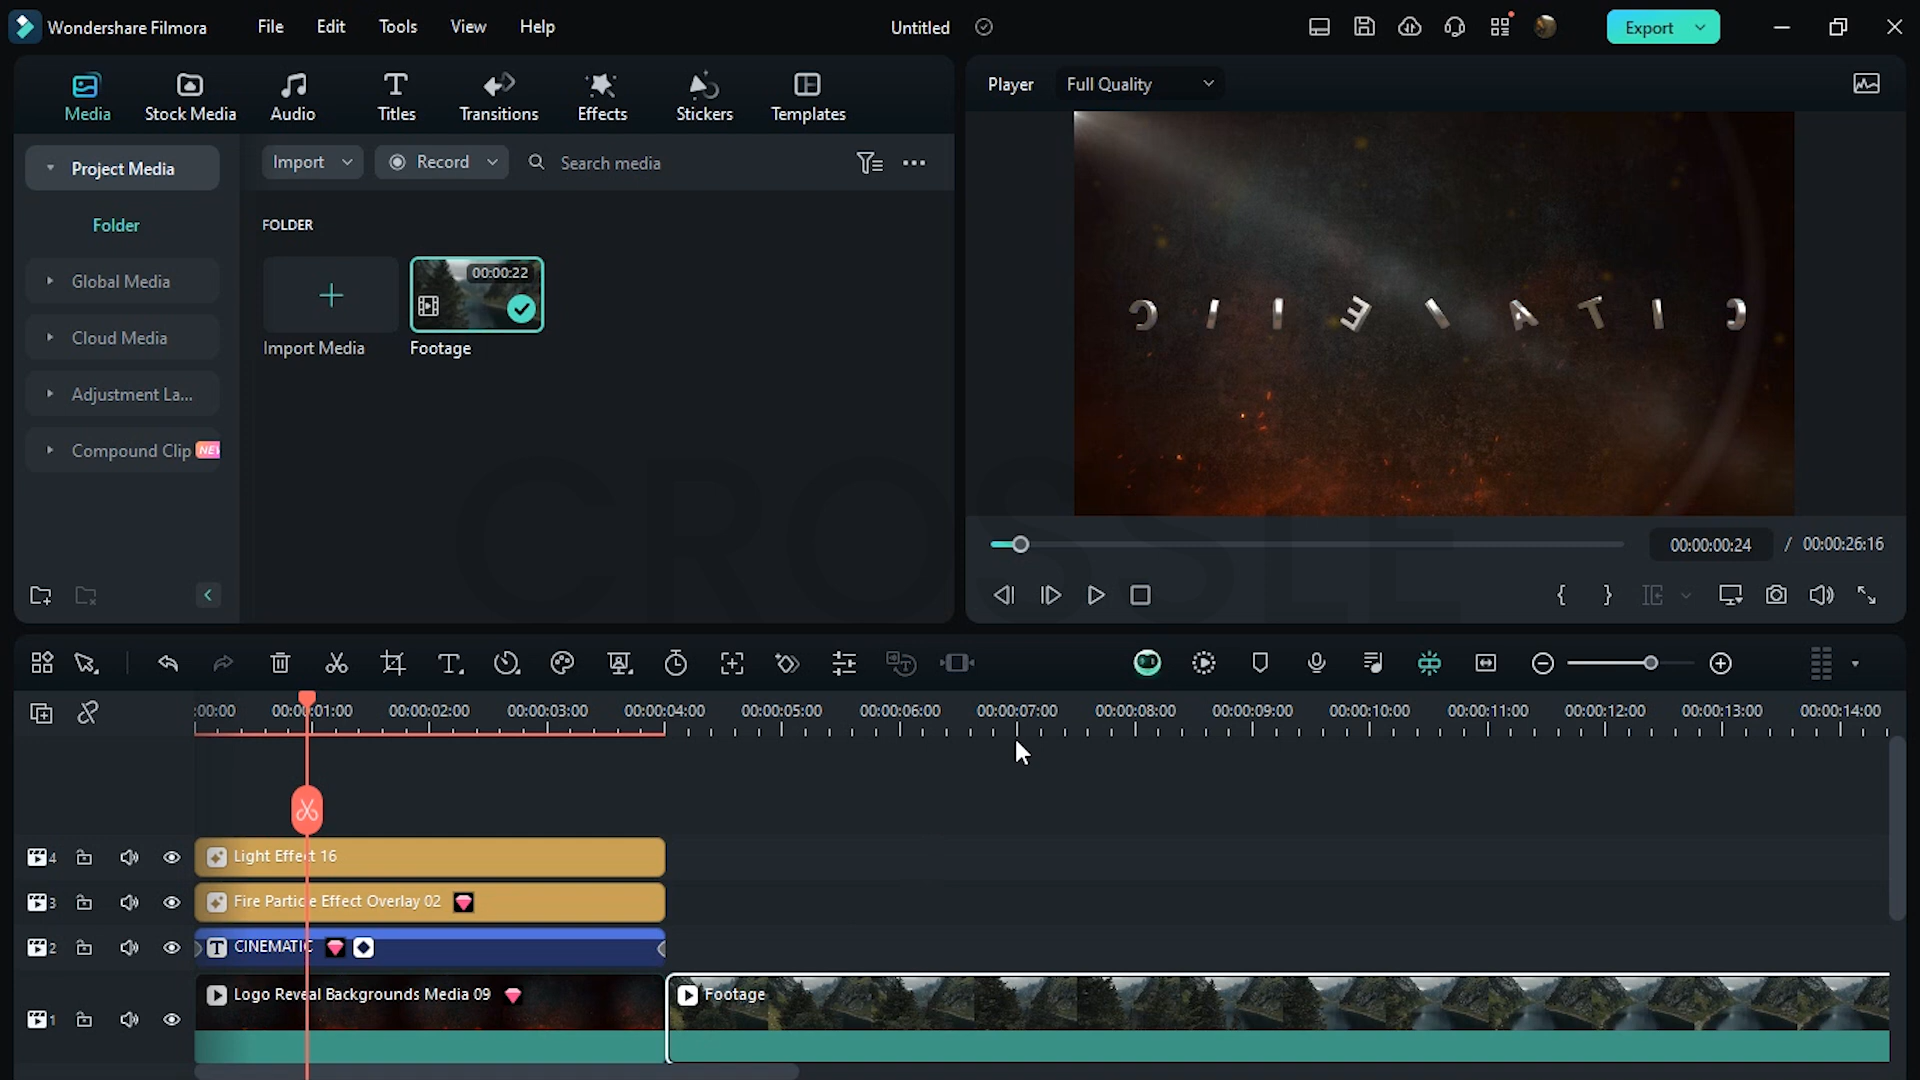 Wondershare Filmora
File
Edit
Tools
View
Help
Untitled
Export
Media
Stock Media
Audio
Titles
Transitions
Effects
Stickers
Templates
Player
Full Quality
Project Media
Import
Record
Search media
Folder
FOLDER
Global Media
00:00:22
Cloud Media
Import Media
Footage
Adjustment La...
Compound Clip
NEW
CINEMATIC
00:00:00:24
/
00:00:26:16
:00:00
00:00:01:00
00:00:02:00
00:00:03:00
00:00:04:00
00:00:05:00
00:00:06:00
00:00:07:00
00:00:08:00
00:00:09:00
00:00:10:00
00:00:11:00
00:00:12:00
00:00:13:00
00:00:14:00
4
Light Effect 16
3
Fire Particle Effect Overlay 02
2
CINEMATIC
1
Logo Reveal Backgrounds Media 09
Footage